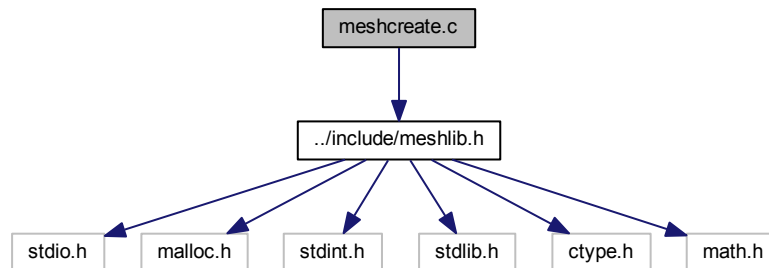 meshcreate.c
../include/meshlib.h
stdio.h
malloc.h
stdint.h
stdlib.h
ctype.h
math.h